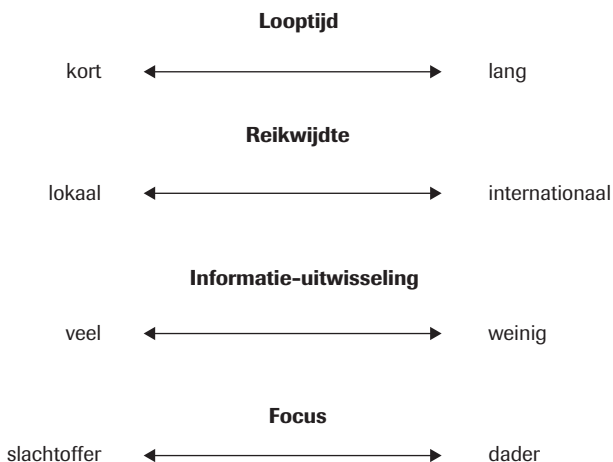 Looptijd
kort lang
Reikwijdte
lokaal internationaal
Informatie-uitwisseling
veel weinig
Focus
slachtoffer dader